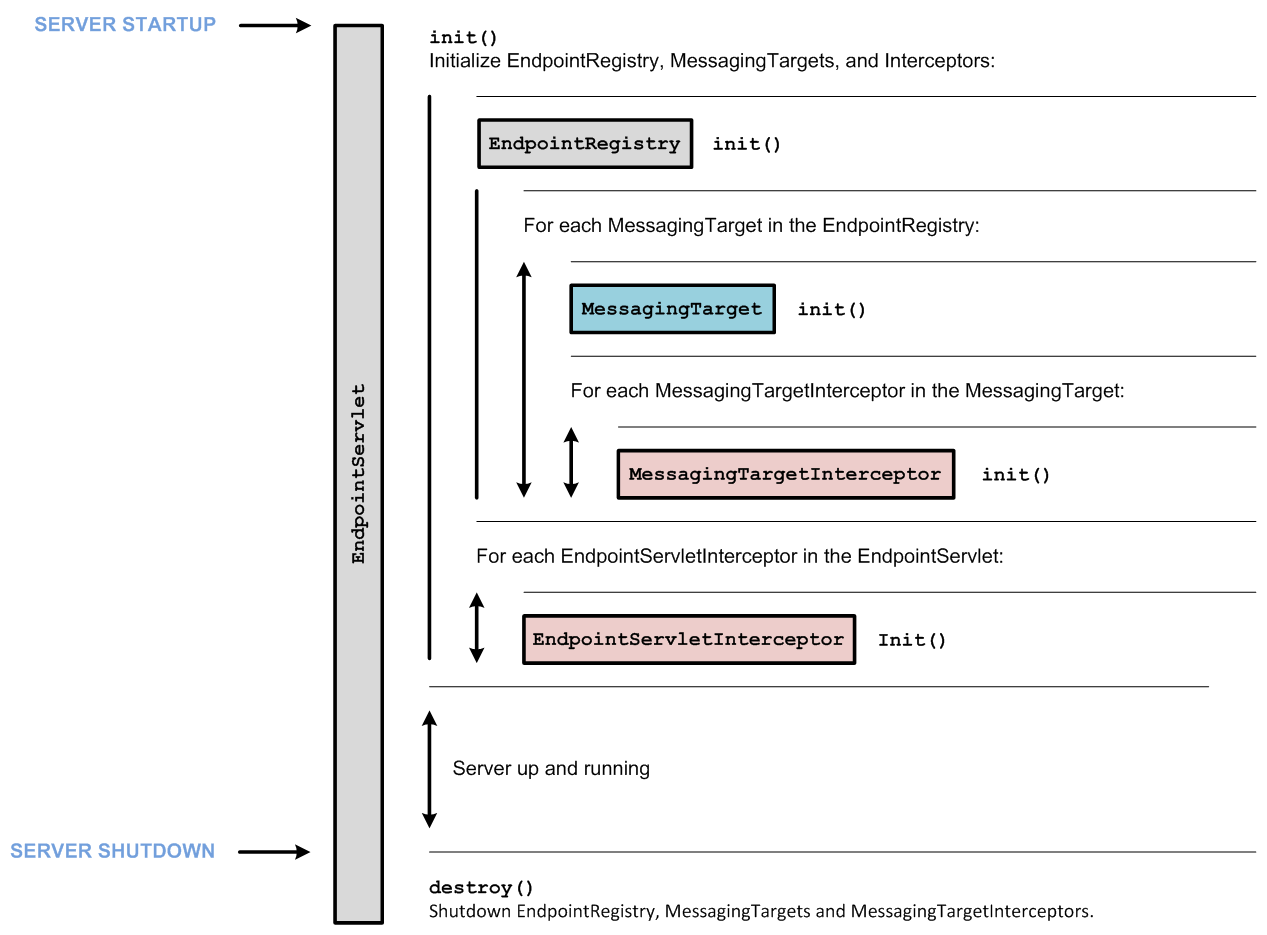 SERVER STARTUP
init()
Initialize EndpointRegistry, MessagingTargets, and Interceptors:
EndpointRegistry init()
For each MessagingTarget in the EndpointRegistry:
MessagingTarget init()
For each MessagingTargetInterceptor in the MessagingTarget:
MessagingTargetInterceptor init()
EndpointServlet
For each EndpointServletInterceptor in the EndpointServlet:
EndpointServletInterceptor Init()
Server up and running
SERVER SHUTDOWN
destroy()
Shutdown EndpointRegistry, MessagingTargets and MessagingTargetInterceptors.